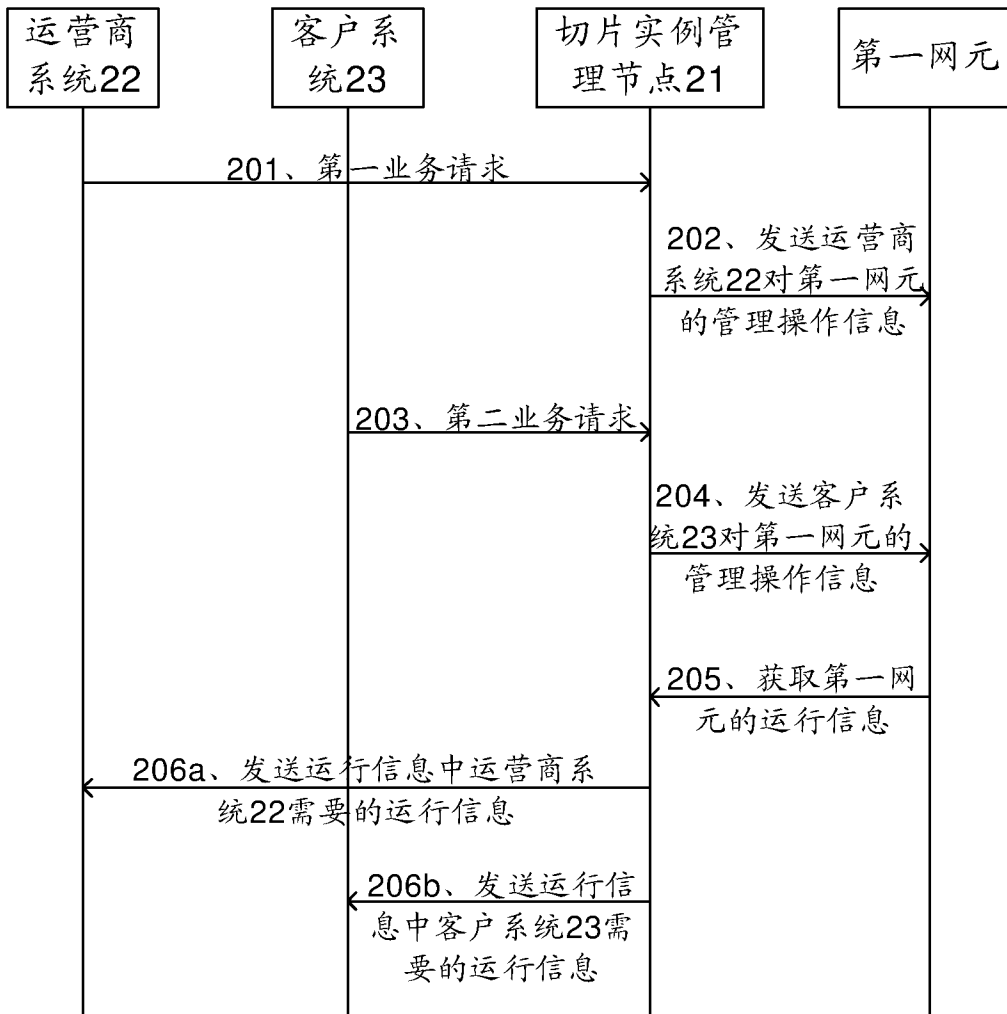 运营商
系统22
客户系
统23
切片实例管
理节点21
第一网元
201、第一业务请求
202、发送运营商
系统22对第一网元
的管理操作信息
203、第二业务请求
204、发送客户系
统23对第一网元的
管理操作信息
205、获取第一网
元的运行信息
206a、发送运行信息中运营商系
统22需要的运行信息
206b、发送运行信
息中客户系统23需
要的运行信息